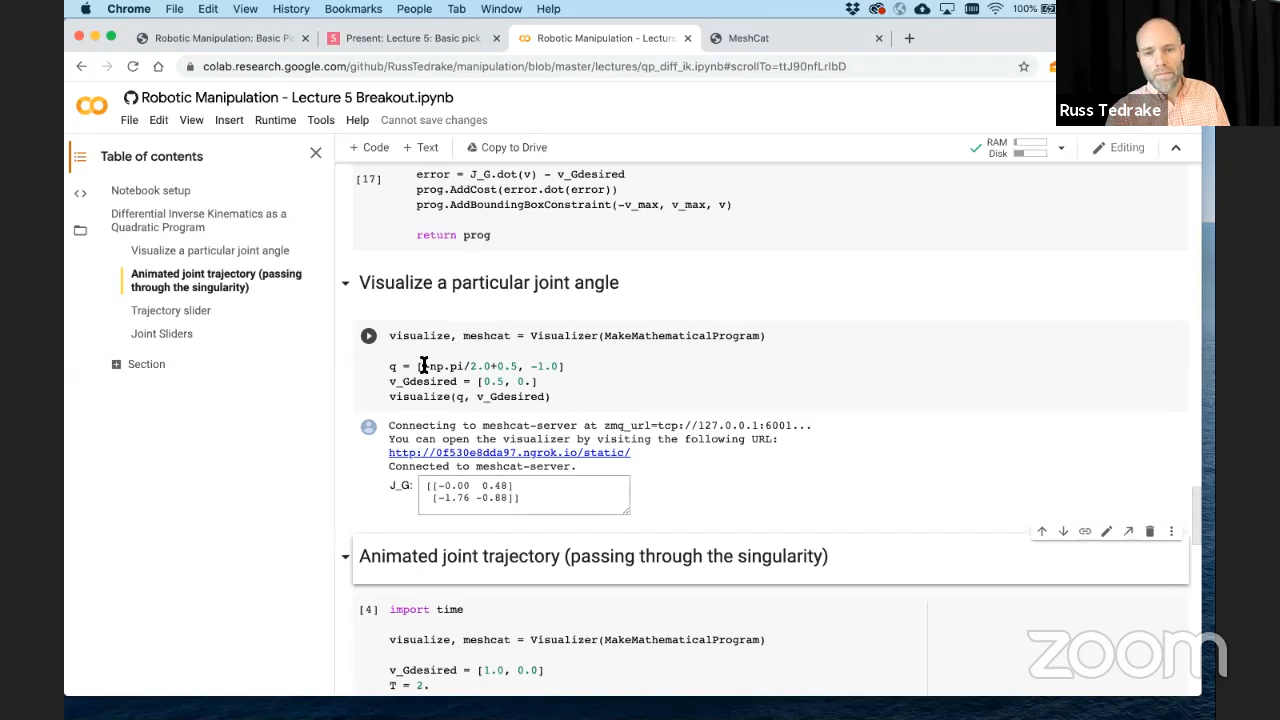 Chrome File Edit View History Bookmarks People Tab Window Help 100%
Robotic Manipulation: Basic Pi
Present: Lecture 5: Basic pick
Robotic Manipulation - Lecture
MeshCat
colab.research.google.com/github/RussTedrake/manipulation/blob/master/lectures/qp_diff_ik.ipynb#scrollTo=ttJ90nfLrlbD
Russ Tedrake
Robotic Manipulation - Lecture 5 Breakout.ipynb
File Edit View Insert Runtime Tools Help Cannot save changes
Table of contents
+ Code + Text Copy to Drive
RAM
Disk
Editing
Notebook setup
Differential Inverse Kinematics as a
Quadratic Program
Visualize a particular joint angle
Animated joint trajectory (passing
through the singularity)
Trajectory slider
Joint Sliders
Section
[17]
error = J_G.dot(v) - v_Gdesired
prog.AddCost(error.dot(error))
prog.AddBoundingBoxConstraint(-v_max, v_max, v)
return prog
Visualize a particular joint angle
visualize, meshcat = Visualizer(MakeMathematicalProgram)
q = [-np.pi/2.0+0.5, -1.0]
v_Gdesired = [0.5, 0.]
visualize(q, v_Gdesired)
Connecting to meshcat-server at zmq_url=tcp://127.0.0.1:6001...
You can open the visualizer by visiting the following URL:
http://0f530e8dda97.ngrok.io/static/
Connected to meshcat-server.
J_G:
[[-0.00 0.48]
[-1.76 -0.88]]
Animated joint trajectory (passing through the singularity)
[4] import time
visualize, meshcat = Visualizer(MakeMathematicalProgram)
v_Gdesired = [1.0, 0.0]
zoom